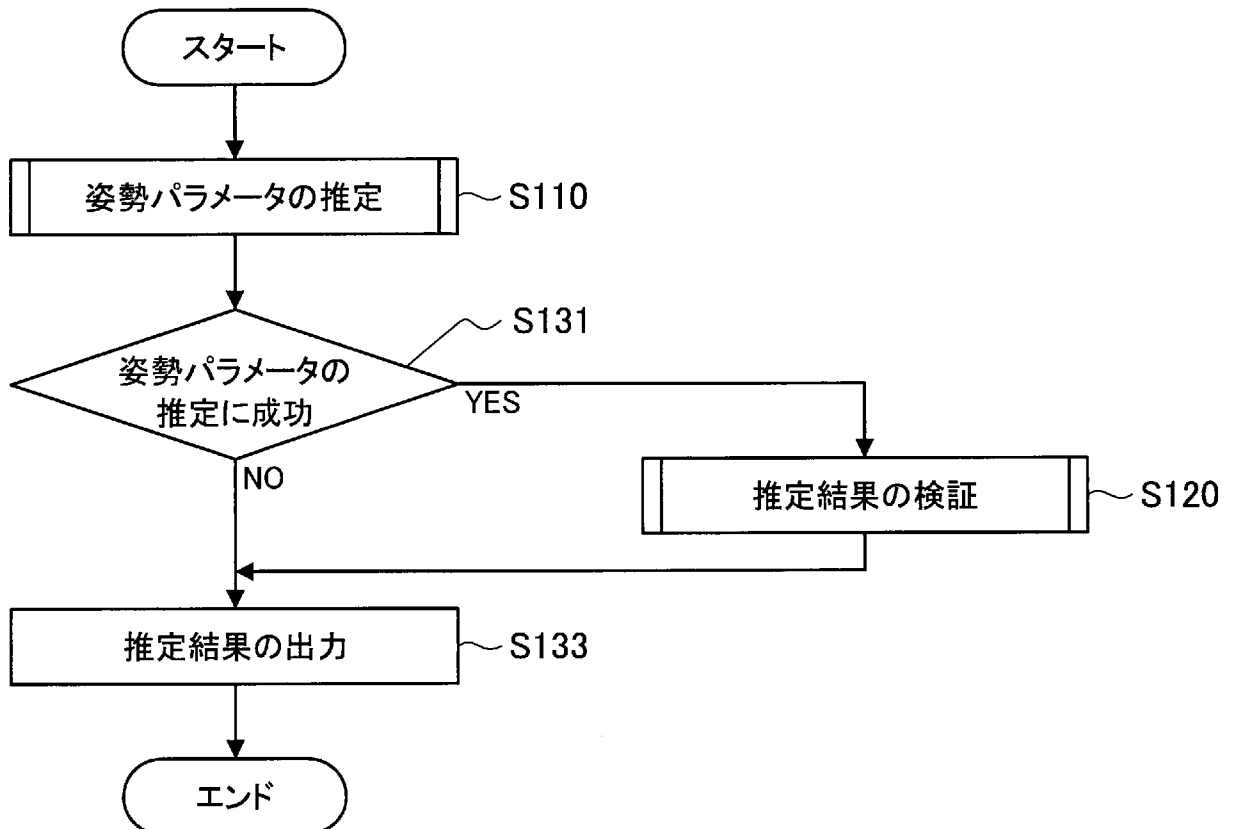 スタート
姿勢パラメータの推定
S110
S131
姿勢パラメータの
推定に成功
YES
NO
推定結果の検証
S120
推定結果の出力
S133
エンド